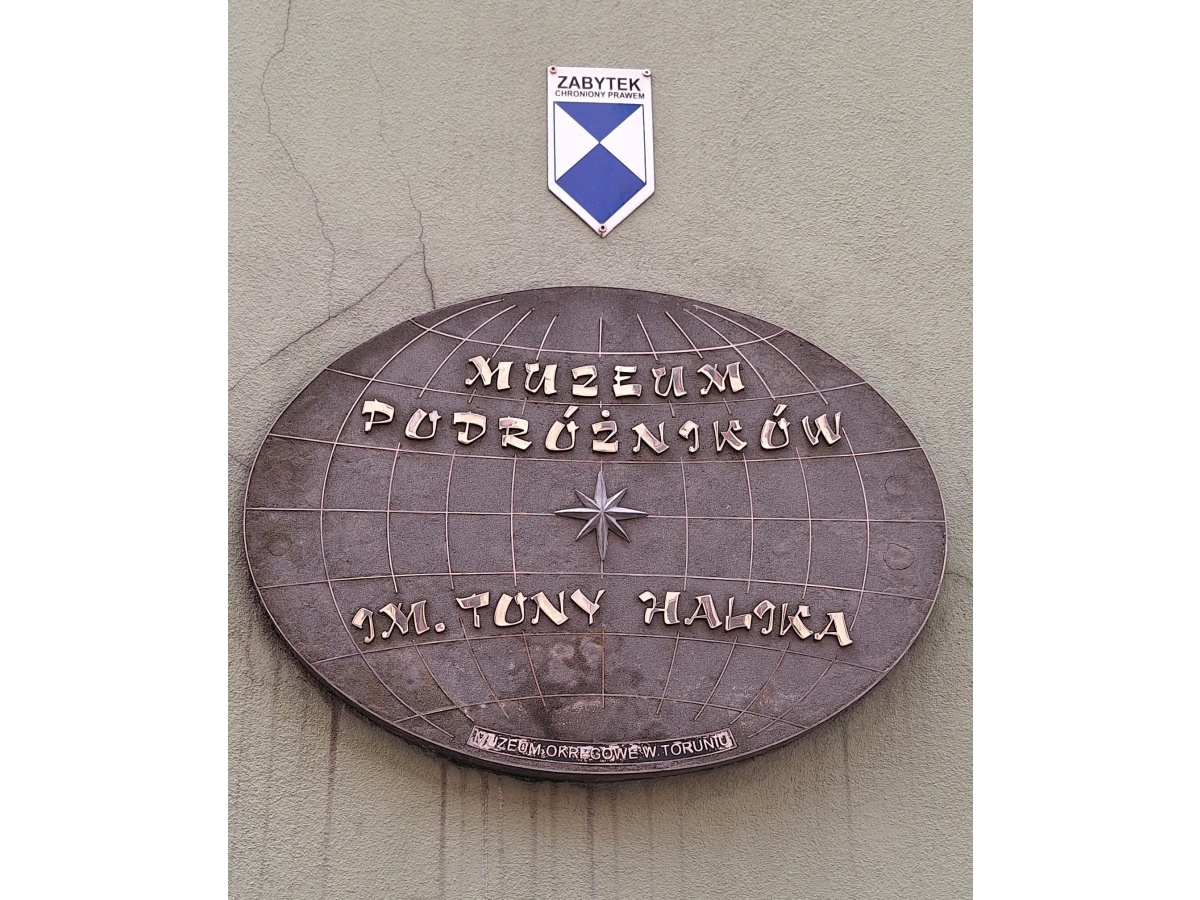 ZABYTEK
CHRONIONY PRAWEM
MUZEUM
PODRÓŻNIKÓW
IM. TONY HALIKA
MUZEUM OKRĘGOWE W TORUNIU